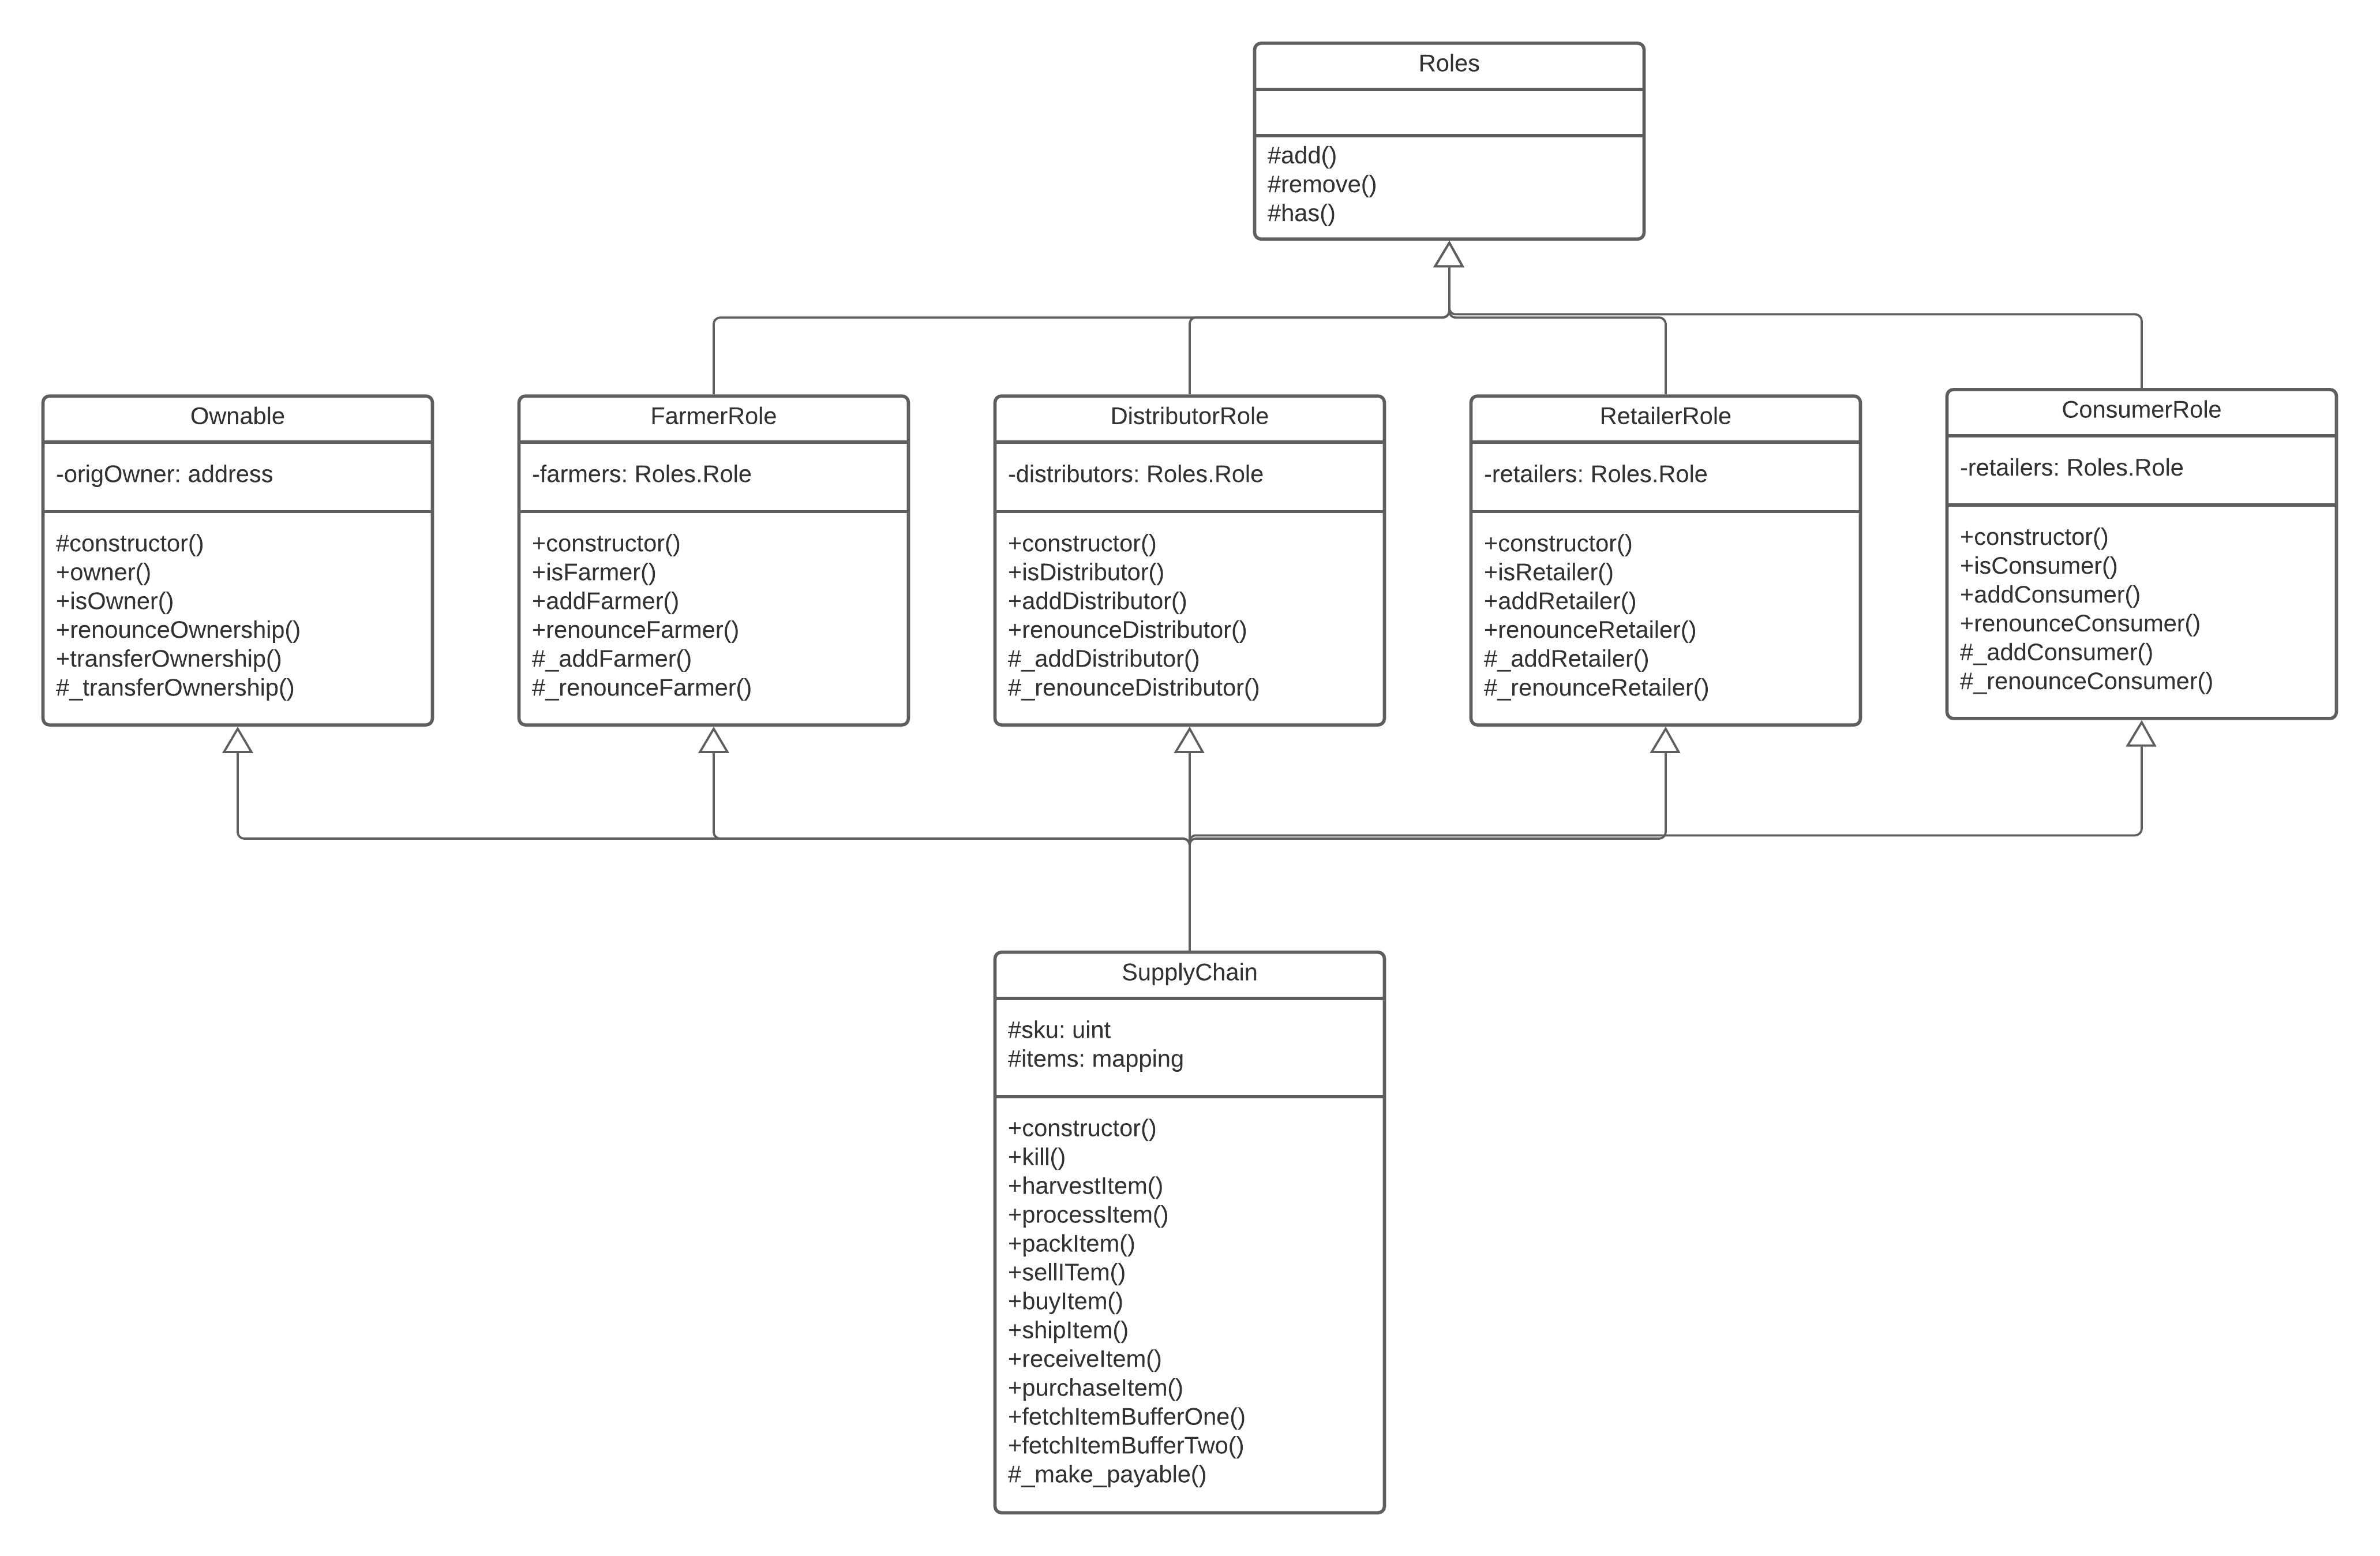 Roles
#add()
#remove()
#has()
Ownable
-origOwner: address
#constructor()
+owner()
+isOwner()
+renounceOwnership()
+transferOwnership()
#_transferOwnership()
FarmerRole
-farmers: Roles.Role
+constructor()
+isFarmer()
+addFarmer()
+renounceFarmer()
#_addFarmer()
#_renounceFarmer()
DistributorRole
-distributors: Roles.Role
+constructor()
+isDistributor()
+addDistributor()
+renounceDistributor()
#_addDistributor()
#_renounceDistributor()
RetailerRole
-retailers: Roles.Role
+constructor()
+isRetailer()
+addRetailer()
+renounceRetailer()
#_addRetailer()
#_renounceRetailer()
ConsumerRole
-retailers: Roles.Role
+constructor()
+isConsumer()
+addConsumer()
+renounceConsumer()
#_addConsumer()
#_renounceConsumer()
SupplyChain
#sku: uint
#items: mapping
+constructor()
+kill()
+harvestItem()
+processItem()
+packItem()
+sellITem()
+buyItem()
+shipItem()
+receiveItem()
+purchaseItem()
+fetchItemBufferOne()
+fetchItemBufferTwo()
#_make_payable()